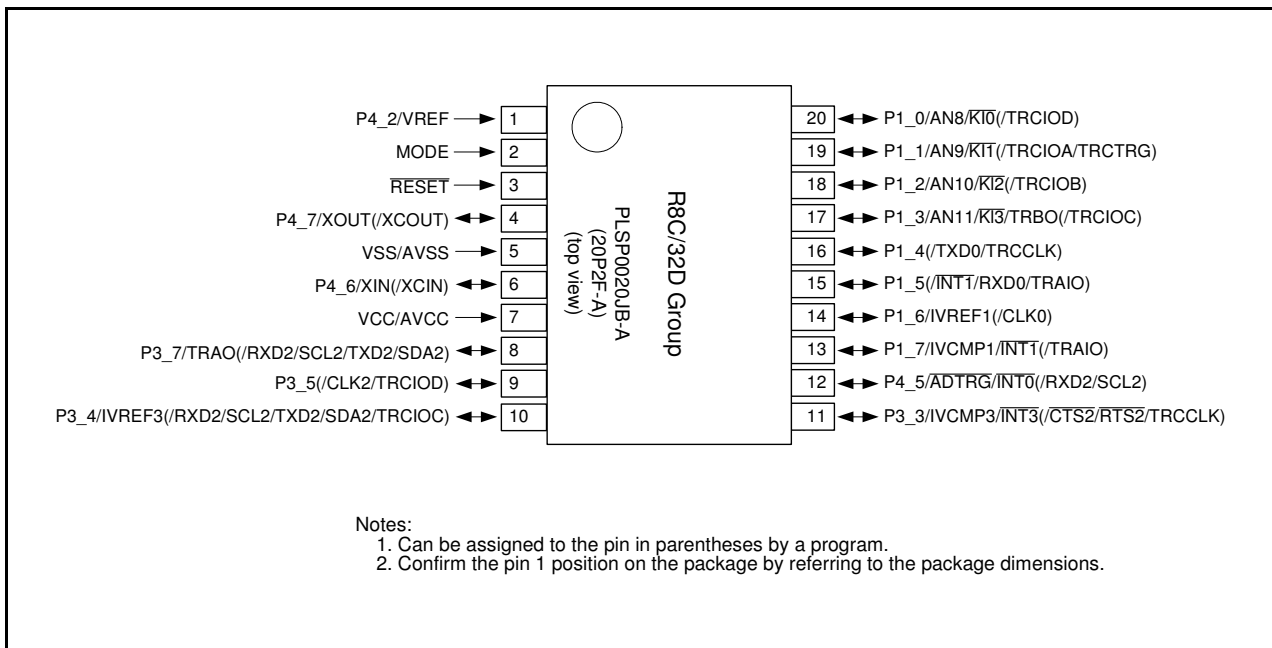 P4_2/VREF 1
MODE 2
RESET 3
P4_7/XOUT(/XCOUT) 4
VSS/AVSS 5
P4_6/XIN(/XCIN) 6
VCC/AVCC 7
P3_7/TRAO(/RXD2/SCL2/TXD2/SDA2) 8
P3_5(/CLK2/TRCIOD) 9
P3_4/IVREF3(/RXD2/SCL2/TXD2/SDA2/TRCIOC) 10
R8C/32D Group
PLSP0020JB-A
(20P2F-A)
(top view)
20 P1_0/AN8/KI0(/TRCIOD)
19 P1_1/AN9/KI1(/TRCIOA/TRCTRG)
18 P1_2/AN10/KI2(/TRCIOB)
17 P1_3/AN11/KI3/TRBO(/TRCIOC)
16 P1_4(/TXD0/TRCCLK)
15 P1_5(/INT1/RXD0/TRAIO)
14 P1_6/IVREF1(/CLK0)
13 P1_7/IVCMP1/INT1(/TRAIO)
12 P4_5/ADTRG/INT0(/RXD2/SCL2)
11 P3_3/IVCMP3/INT3(/CTS2/RTS2/TRCCLK)
Notes:
1. Can be assigned to the pin in parentheses by a program.
2. Confirm the pin 1 position on the package by referring to the package dimensions.